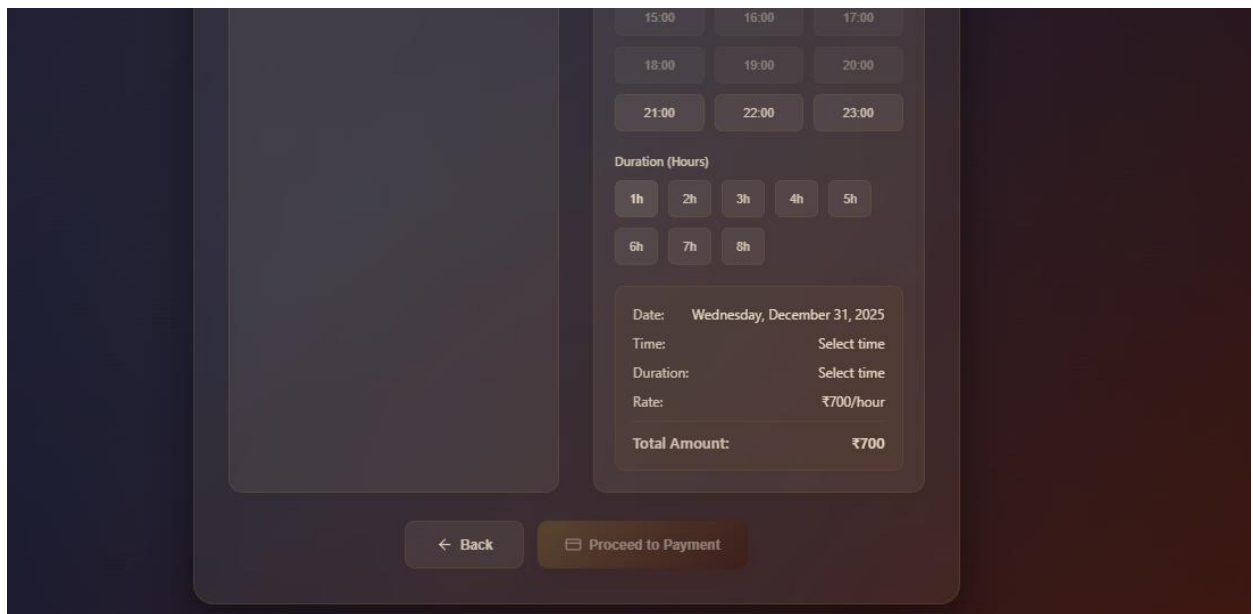 15:00 16:00 17:00
18:00 19:00 20:00
21:00 22:00 23:00
Duration (Hours)
1h 2h 3h 4h 5h
6h 7h 8h
Date: Wednesday, December 31, 2025
Time: Select time
Duration: Select time
Rate: ₹700/hour
Total Amount: ₹700
← Back Proceed to Payment